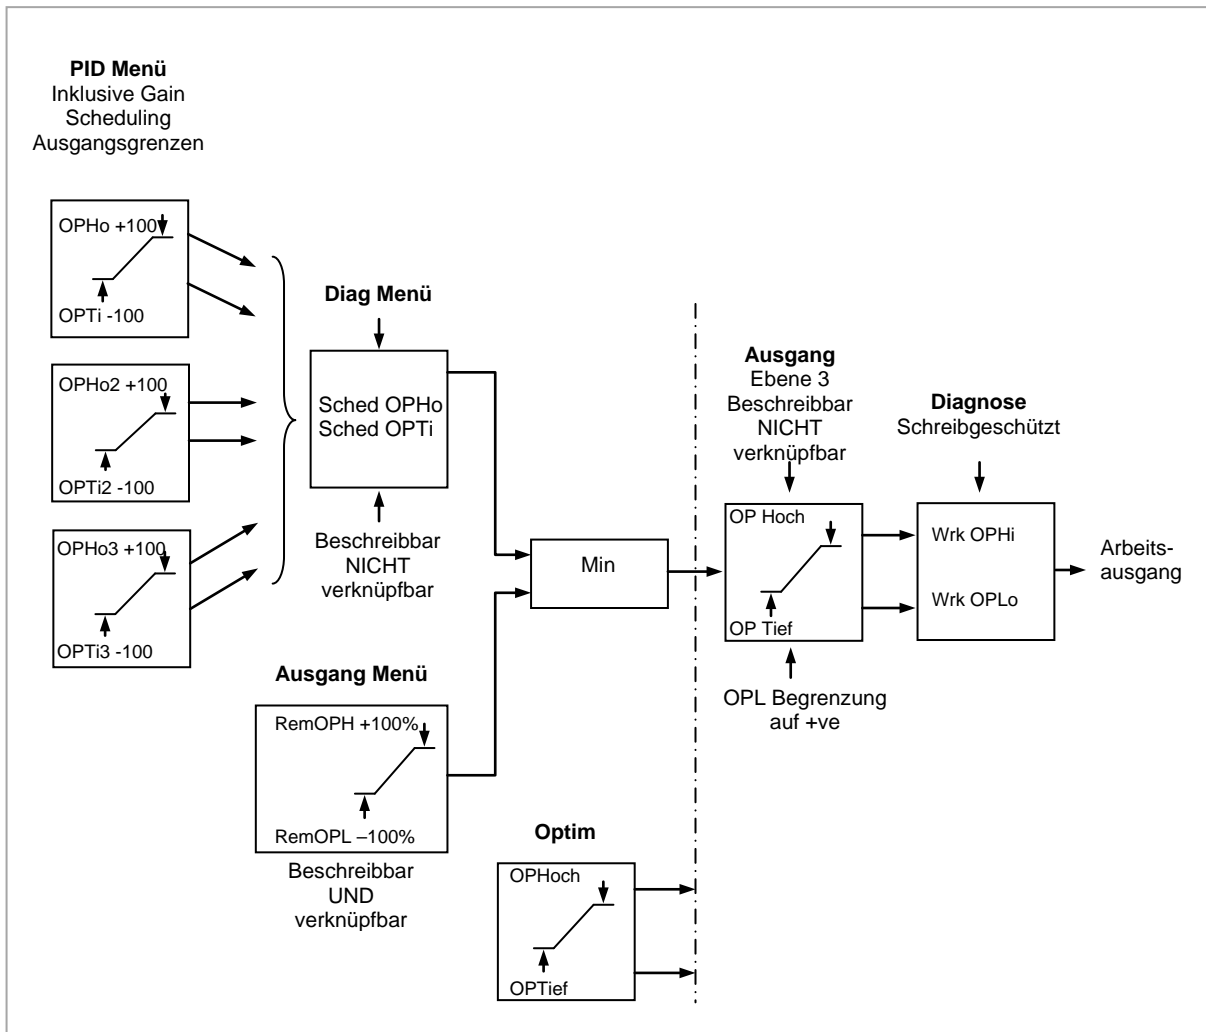 PID Menü
Inklusive Gain
Scheduling
Ausgangsgrenzen
OPHo +100
OPTi -100
OPHo2 +100
OPTi2 -100
OPHo3 +100
OPTi3 -100
Diag Menü
Sched OPHo
Sched OPTi
Beschreibbar
NICHT
verknüpfbar
Ausgang Menü
RemOPH +100%
RemOPL –100%
Beschreibbar
UND
verknüpfbar
Min
Optim
OPHoch
OPTief
Ausgang
Ebene 3
Beschreibbar
NICHT
verknüpfbar
OP Hoch
OP Tief
OPL Begrenzung
auf +ve
Diagnose
Schreibgeschützt
Wrk OPHi
Wrk OPLo
Arbeits-
ausgang